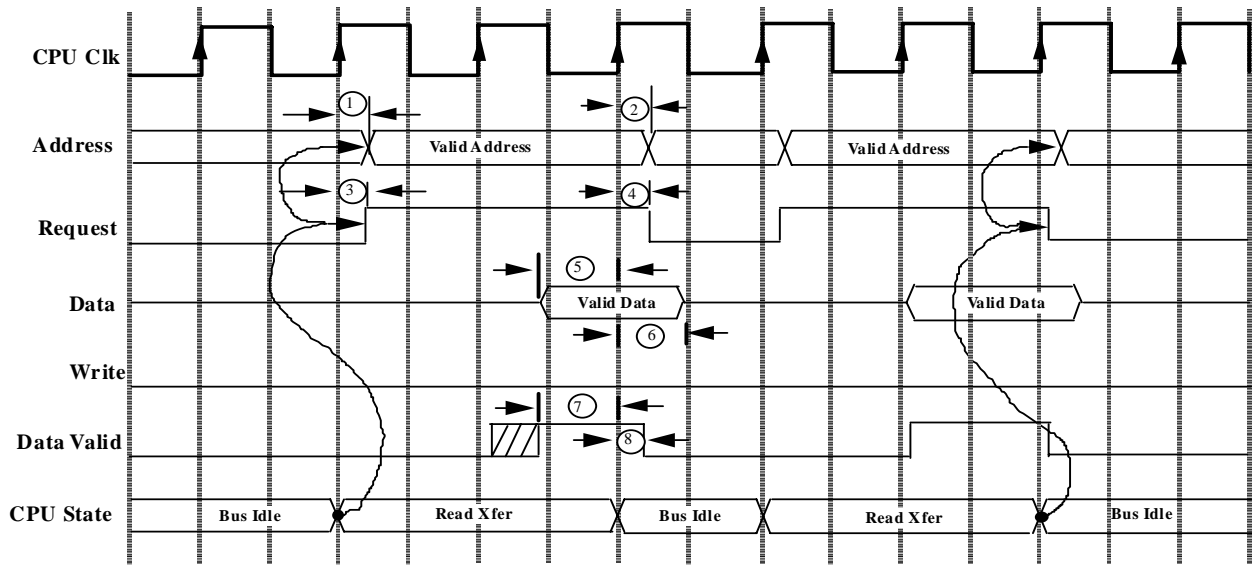 CPU Clk
1
2
Address
Valid Address
Valid Address
3
4
Request
5
Data
Valid Data
Valid Data
6
Write
7
Data Valid
8
CPU State
Bus Idle
Read Xfer
Bus Idle
Read Xfer
Bus Idle